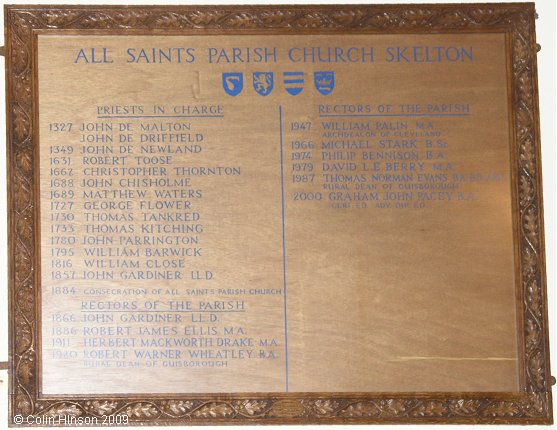 ALL SAINTS PARISH CHURCH SKELTON
PRIESTS IN CHARGE
1327 JOHN DE MALTON
JOHN DE DRIFFIELD
1349 JOHN DE NEWLAND
1631 ROBERT TOOSE
1662 CHRISTOPHER THORNTON
1688 JOHN CHISHOLME
1689 MATTHEW WATERS
1727 GEORGE FLOWER
1730 THOMAS TANKRED
1733 THOMAS KITCHING
1780 JOHN PARRINGTON
1795 WILLIAM BARWICK
1816 WILLIAM CLOSE
1857 JOHN GARDINER LL.D.
1884 CONSECRATION OF ALL SAINTS PARISH CHURCH
RECTORS OF THE PARISH
1866 JOHN GARDINER LL.D.
1886 ROBERT JAMES ELLIS M.A.
1911 HERBERT MACKWORTH DRAKE M.A.
1920 ROBERT WARNER WHEATLEY B.A.
RURAL DEAN OF GUISBOROUGH
RECTORS OF THE PARISH
1947 WILLIAM PALIN M.A.
ARCHDEACON OF CLEVELAND
1966 MICHAEL STARK B.Sc.
1974 PHILIP BENNISON B.A.
1979 DAVID L.E. BERRY M.A.
1987 THOMAS NORMAN EVANS
RURAL DEAN OF GUISBOROUGH
2000 GRAHAM JOHN PACEY B.A.
CERT. ED. ADV. DIP. ED.
© Colin Hinson 2009